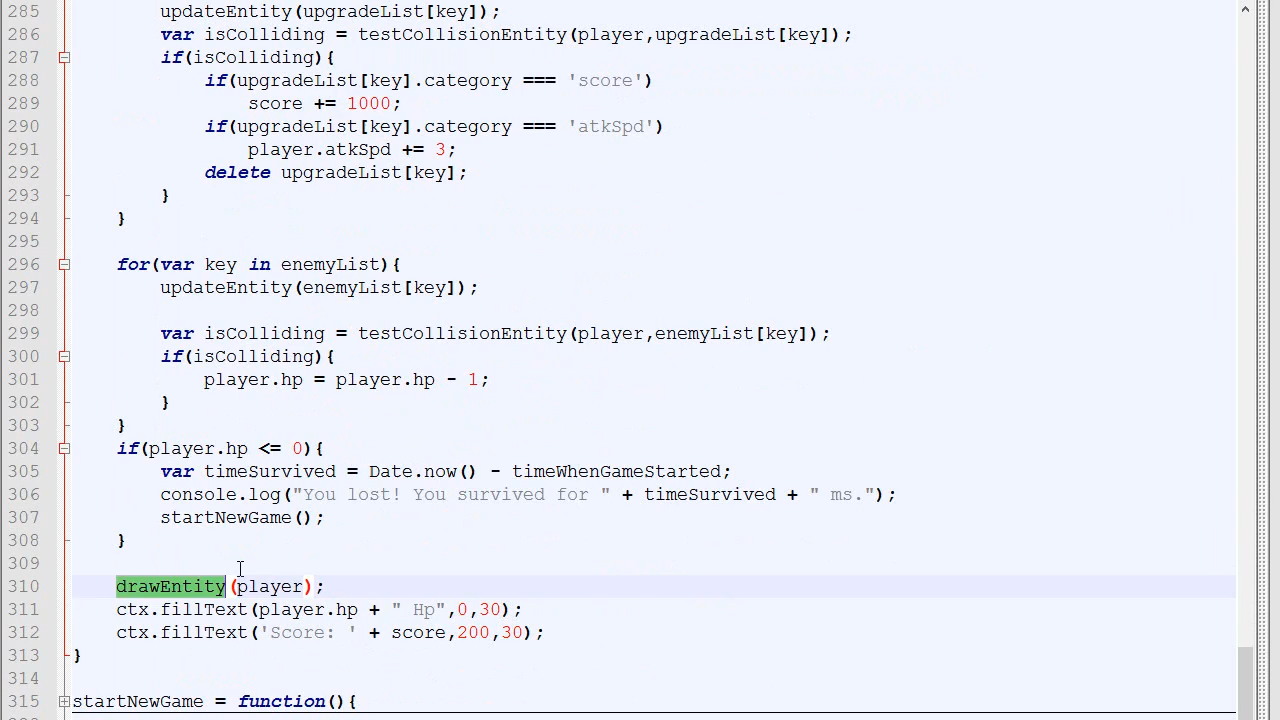 285 updateEntity(upgradeList[key]);
286 var isColliding = testCollisionEntity(player,upgradeList[key]);
287 if(isColliding){
288 if(upgradeList[key].category === 'score')
289 score += 1000;
290 if(upgradeList[key].category === 'atkSpd')
291 player.atkSpd += 3;
292 delete upgradeList[key];
293 }
294 }
295
296 for(var key in enemyList){
297 updateEntity(enemyList[key]);
298
299 var isColliding = testCollisionEntity(player,enemyList[key]);
300 if(isColliding){
301 player.hp = player.hp - 1;
302 }
303 }
304 if(player.hp <= 0){
305 var timeSurvived = Date.now() - timeWhenGameStarted;
306 console.log("You lost! You survived for " + timeSurvived + " ms.");
307 startNewGame();
308 }
309
310 drawEntity(player);
311 ctx.fillText(player.hp + " Hp",0,30);
312 ctx.fillText('Score: ' + score,200,30);
313 }
314
315 startNewGame = function(){